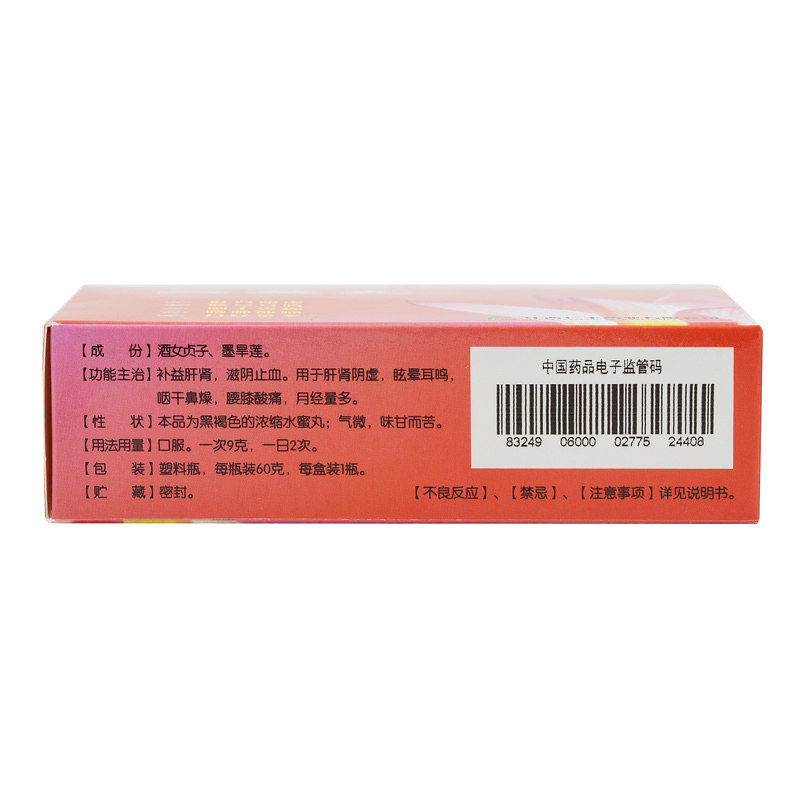 【成 份】酒女贞子、墨旱莲。
【功能主治】补益肝肾，滋阴止血。用于肝肾阴虚，眩晕耳鸣，
咽干鼻燥，腰膝酸痛，月经量多。
【性 状】本品为黑褐色的浓缩水蜜丸；气微，味甘而苦。
【用法用量】口服。一次9克，一日2次。
【包 装】塑料瓶，每瓶装60克，每盒装1瓶。
【贮 藏】密封。
【不良反应】、【禁忌】、【注意事项】详见说明书。
中国药品电子监管码
83249 06000 02775 24408